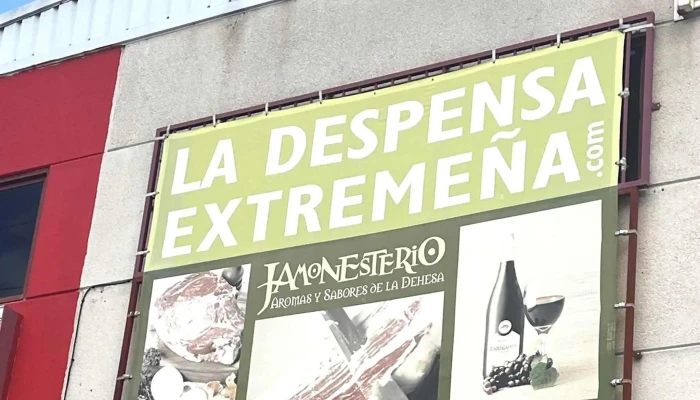 LA DESPENSA
EXTREMEÑA.com
JAMONESTERIO
AROMAS Y SABORES DE LA DEHESA